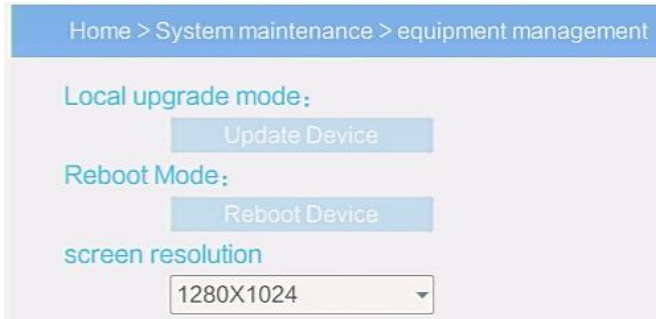 Home > System maintenance > equipment management
Local upgrade mode：
Update Device
Reboot Mode：
Reboot Device
screen resolution
1280X1024